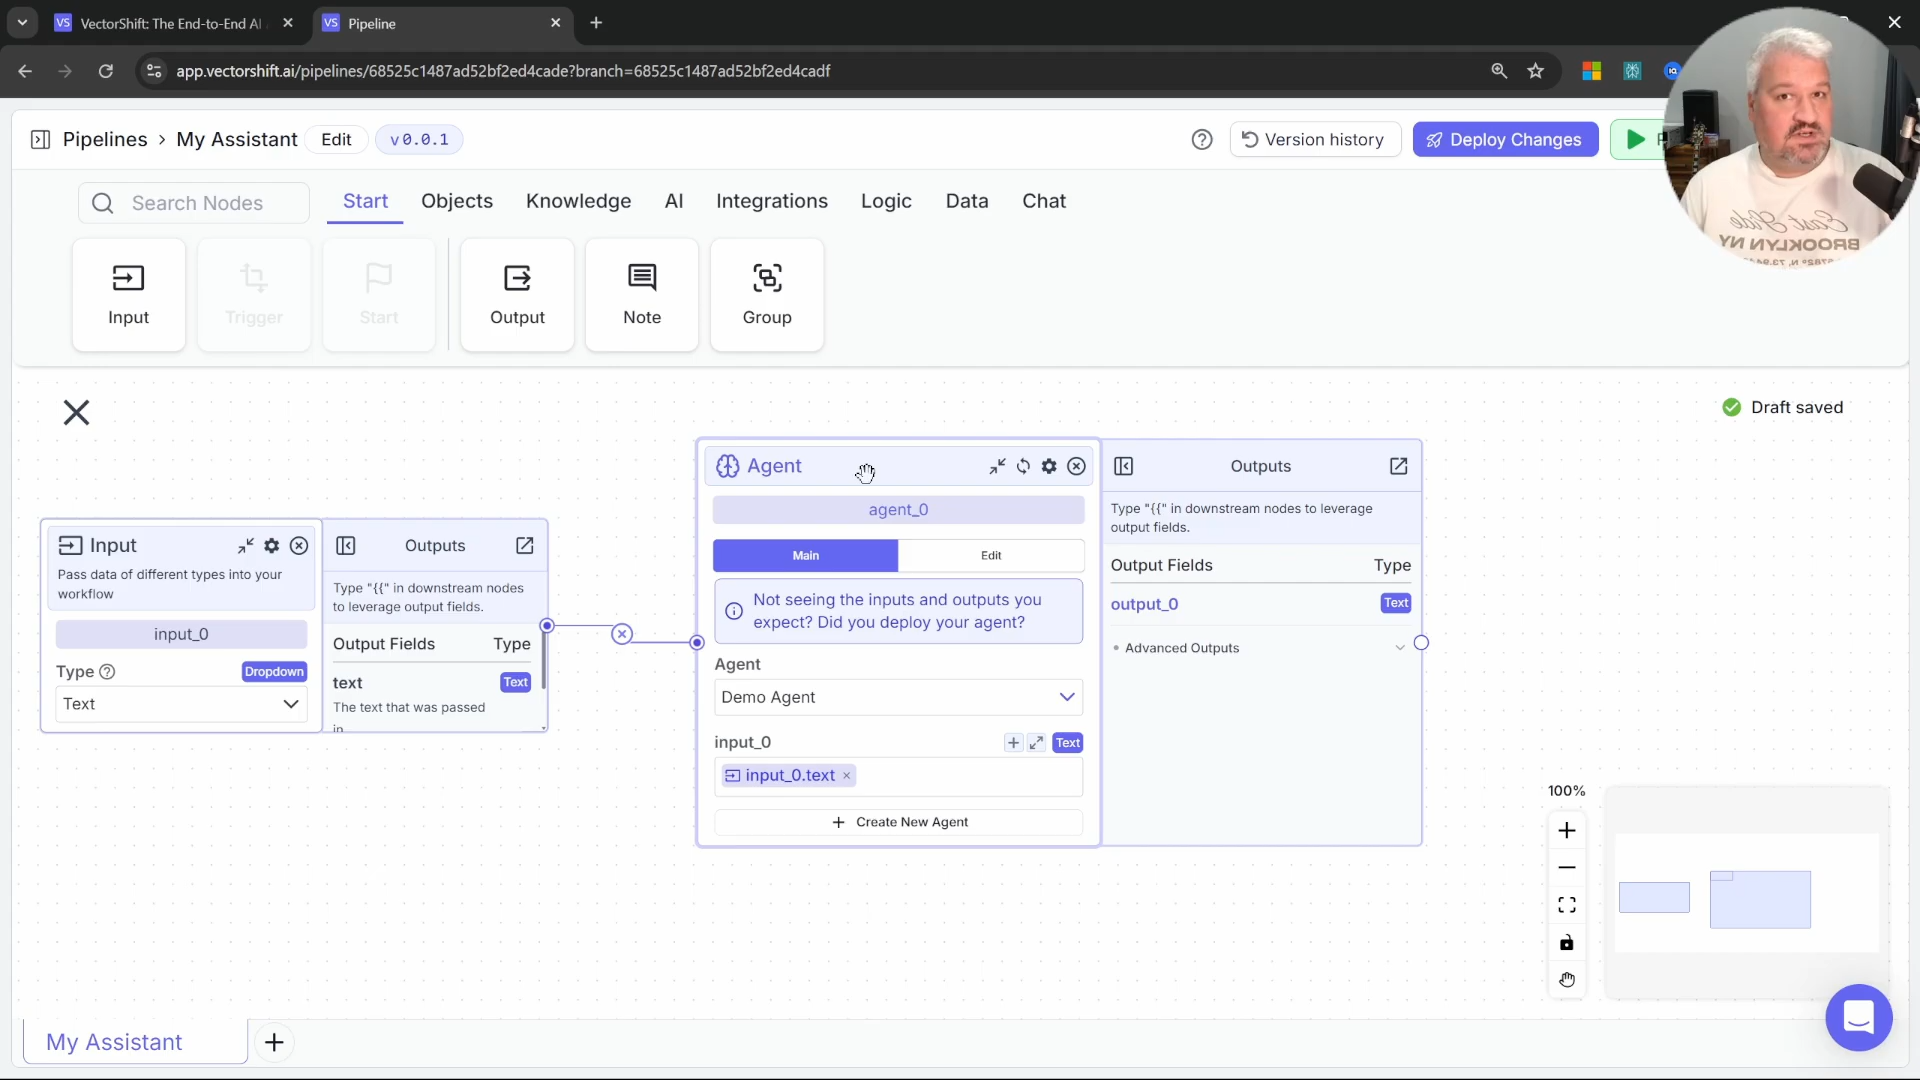 VectorShift: The End-to-End AI
Pipeline
app.vectorshift.ai/pipelines/68525c1487ad52bf2ed4cade?branch=68525c1487ad52bf2ed4cadf
Pipelines > My Assistant
Edit
v0.0.1
Version history
Deploy Changes
Search Nodes
Start
Objects
Knowledge
AI
Integrations
Logic
Data
Chat
Input
Trigger
Start
Output
Note
Group
East Side
BROOKLYN NY
Draft saved
Input
Pass data of different types into your
workflow
input_0
Type
Dropdown
Text
Outputs
Type "{{" in downstream nodes
to leverage output fields.
Output Fields Type
text Text
The text that was passed
in
Agent
agent_0
Main
Edit
Not seeing the inputs and outputs you
expect? Did you deploy your agent?
Agent
Demo Agent
input_0
Text
input_0.text
+ Create New Agent
Outputs
Type "{{" in downstream nodes to leverage
output fields.
Output Fields Type
output_0 Text
Advanced Outputs
100%
My Assistant